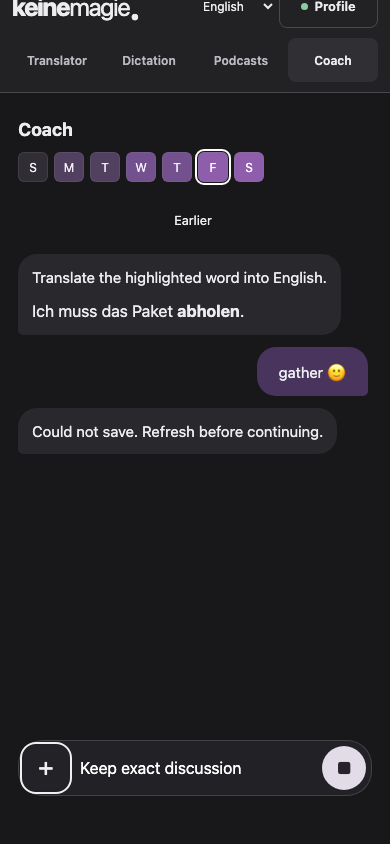 keinemagie.
English
Profile
Translator
Dictation
Podcasts
Coach
Coach
S
M
T
W
T
F
S
Earlier
Translate the highlighted word into English.
Ich muss das Paket abholen.
gather 🙂
Could not save. Refresh before continuing.
+
Keep exact discussion